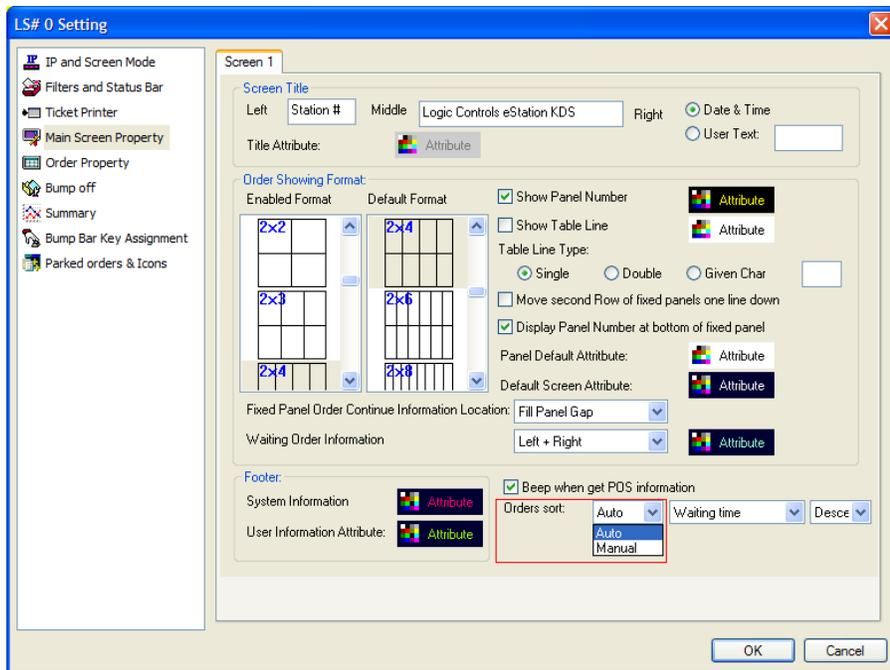 LS# 0 Setting
IP
IP and Screen Mode
Filters and Status Bar
Ticket Printer
Main Screen Property
Order Property
Bump off
Summary
Bump Bar Key Assignment
Parked orders & Icons
Screen 1
Screen Title
Left Station # Middle Logic Controls eStation KDS Right Date & Time
User Text:
Title Attribute: Attribute
Order Showing Format:
Enabled Format Default Format
2x2
2x3
2x4
2x4
2x6
2x8
Show Panel Number Attribute
Show Table Line Attribute
Table Line Type:
Single Double Given Char
Move second Row of fixed panels one line down
Display Panel Number at bottom of fixed panel
Panel Default Attritbute: Attribute
Default Screen Attribute: Attribute
Fixed Panel Order Continue Information Location: Fill Panel Gap
Waiting Order Information Left + Right Attribute
Footer:
System Information Attribute
User Information Attribute: Attribute
Beep when get POS information
Orders sort: Auto Waiting time Desce
Auto
Manual
OK Cancel